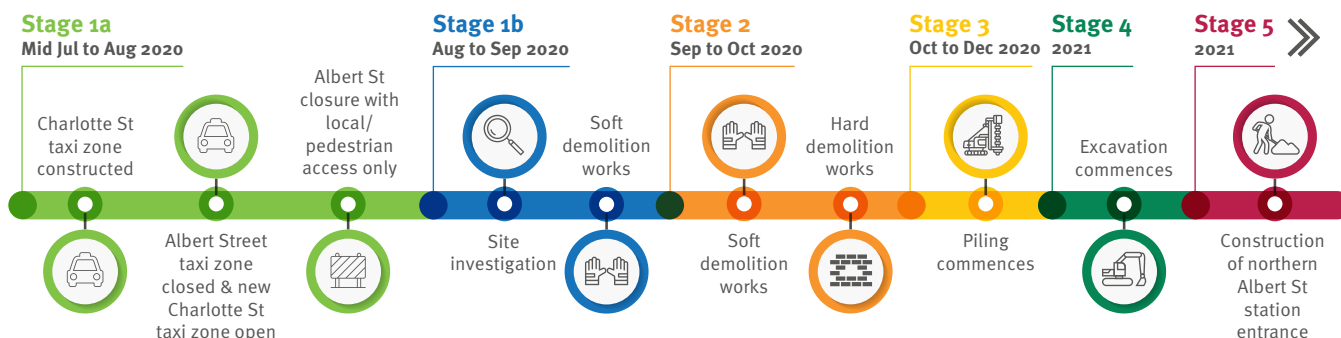 Stage 1a
Mid Jul to Aug 2020
Charlotte St
taxi zone
constructed
Albert Street
taxi zone
closed & new
Charlotte St
taxi zone open
Albert St
closure with
local/
pedestrian
access only
Stage 1b
Aug to Sep 2020
Site
investigation
Soft
demolition
works
Stage 2
Sep to Oct 2020
Soft
demolition
works
Hard
demolition
works
Stage 3
Oct to Dec 2020
Piling
commences
Stage 4
2021
Excavation
commences
Stage 5
2021
Construction
of northern
Albert St
station
entrance